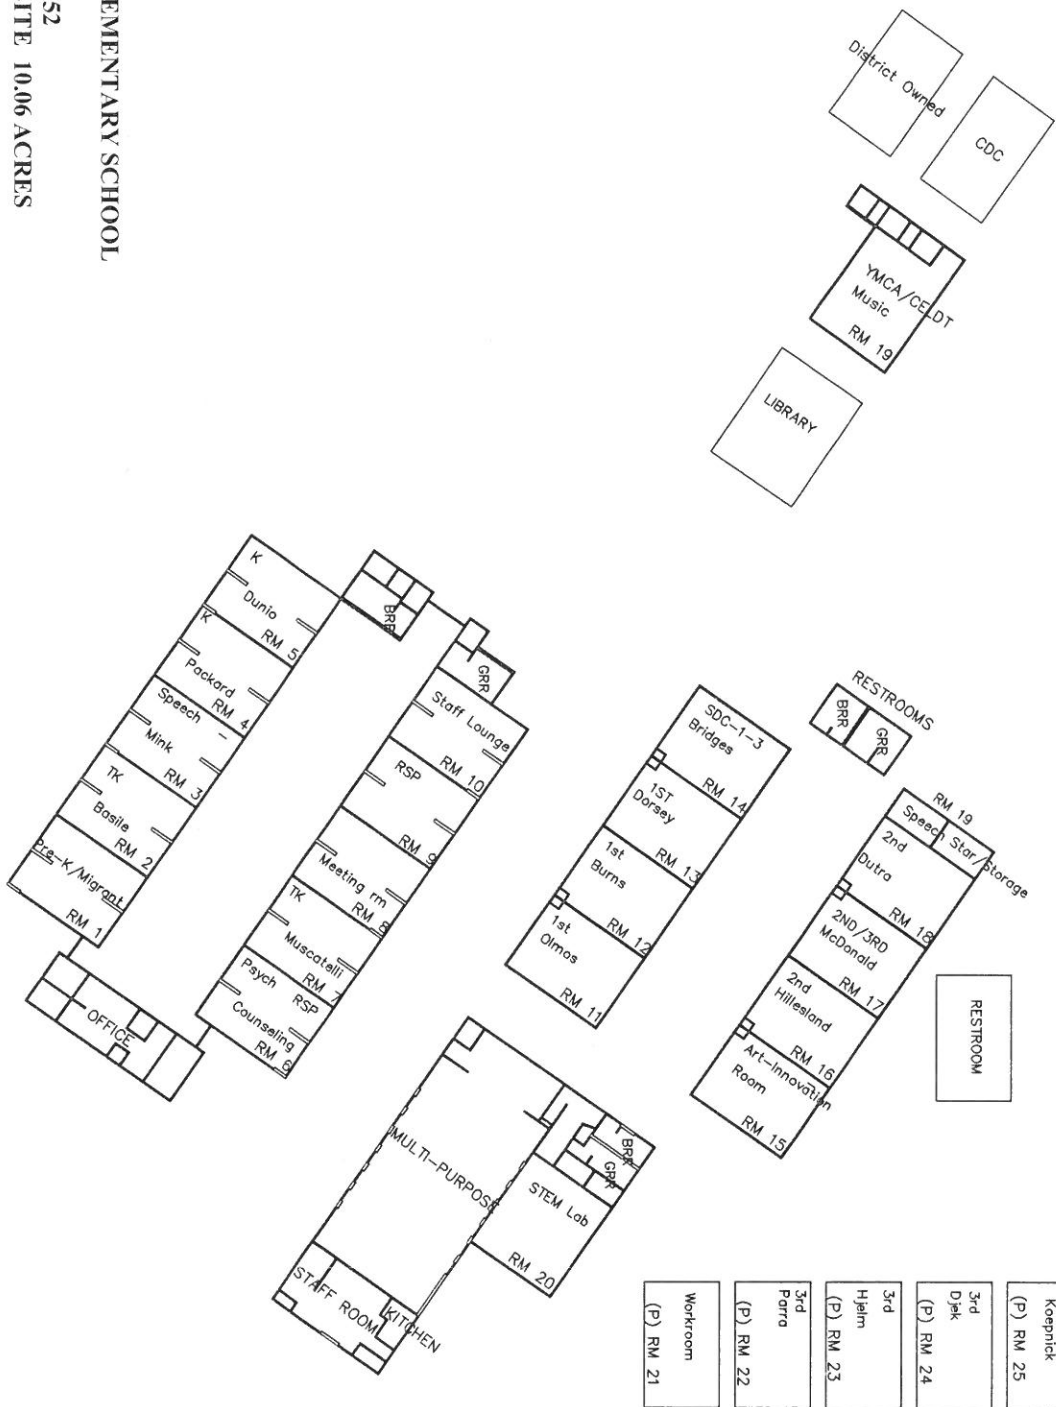 EMENTARY SCHOOL
52
ITE 10.06 ACRES
District Owned
CDC
YMCA/CELDT
Music
RM 19
LIBRARY
K
Dunio
RM 5
K
Packard
RM 4
Speech
Mink
RM 3
TK
Basile
RM 2
Pre-K/Migrant
RM 1
OFFICE
BRR
GRR
Staff Lounge
RM 10
RSP
RM 9
Meeting rm
RM 8
TK
Muscatelli
RM 7
Psych RSP
Counseling
RM 6
SDC-1-3
Bridges
RM 14
1ST
Dorsey
RM 13
1st
Burns
RM 12
1st
Olmos
RM 11
RESTROOMS
BRR
GRR
RM 19
Speech Star/Storage
2nd
Dutra
RM 18
2ND/3RD
McDonald
RM 17
2nd
Hillesland
RM 16
Art-Innovation
Room
RM 15
RESTROOM
MULTI-PURPOSE
BRR
GRR
STEM Lab
RM 20
STAFF ROOM
KITCHEN
Workroom
(P) RM 21
3rd
Parra
(P) RM 22
3rd
Hjelm
(P) RM 23
3rd
Djek
(P) RM 24
Koepnick
(P) RM 25